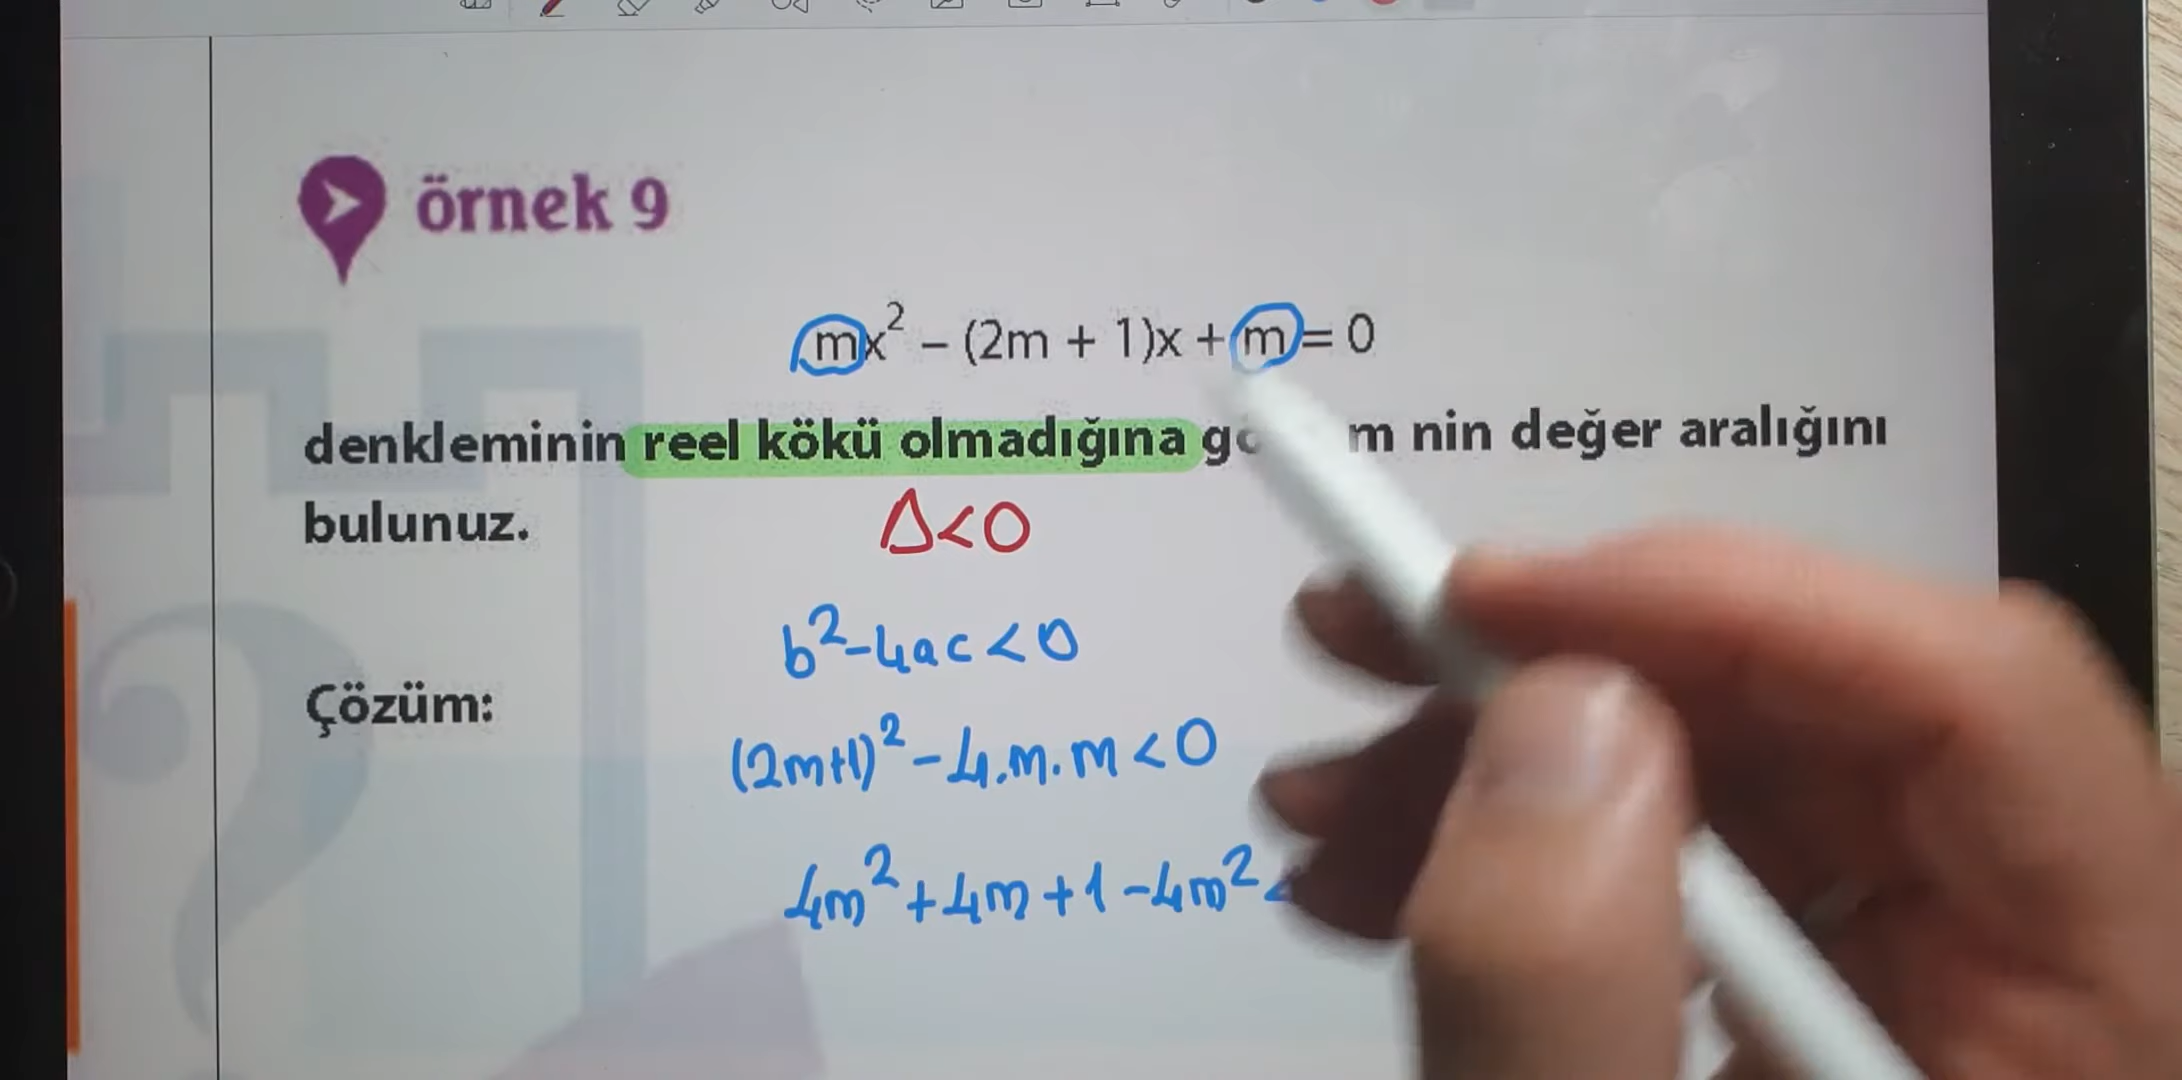 örnek 9
mx² – (2m + 1)x + m = 0
denkleminin reel kökü olmadığına m nin değer aralığını
bulunuz.
Δ<0
b²-4ac<0
Çözüm:
(2m+1)²-4.m.m<0
4m²+4m+1-4m²<